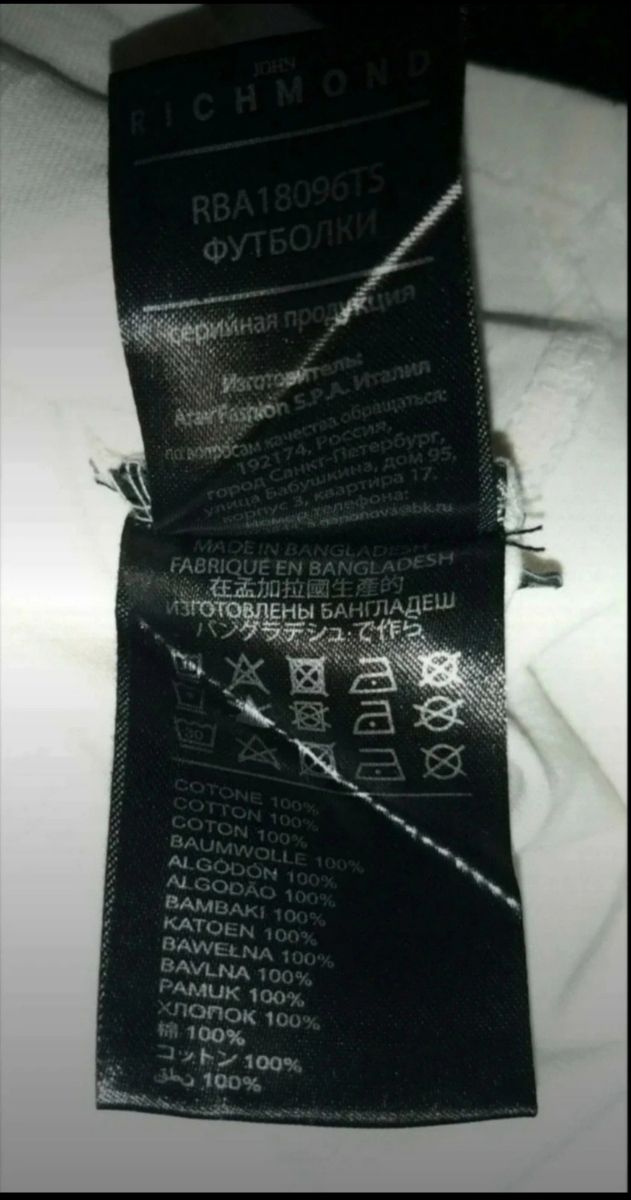 JOHN
RICHMOND
RBA18096TS
ФУТБОЛКИ
серийная продукция
Изготовитель:
Fashion S.P.A. Италия
по вопросам качества обращаться:
192174, Россия,
город Санкт-Петербург,
улица Бабушкина, дом 95,
корпус 3, квартира 17.
номер телефона:
MADE IN BANGLADESH
FABRIQUÉ EN BANGLADESH
在孟加拉國生產的
ИЗГОТОВЛЕНЫ БАНГЛАДЕШ
バングラデシュ で作ら
COTONE 100%
COTTON 100%
COTON 100%
BAUMWOLLE 100%
ALGODÓN 100%
ALGODÃO 100%
BAMBAKI 100%
KATOEN 100%
BAWEŁNA 100%
BAVLNA 100%
PAMUK 100%
ХЛОПОК 100%
棉 100%
コットン 100%
قطن 100%